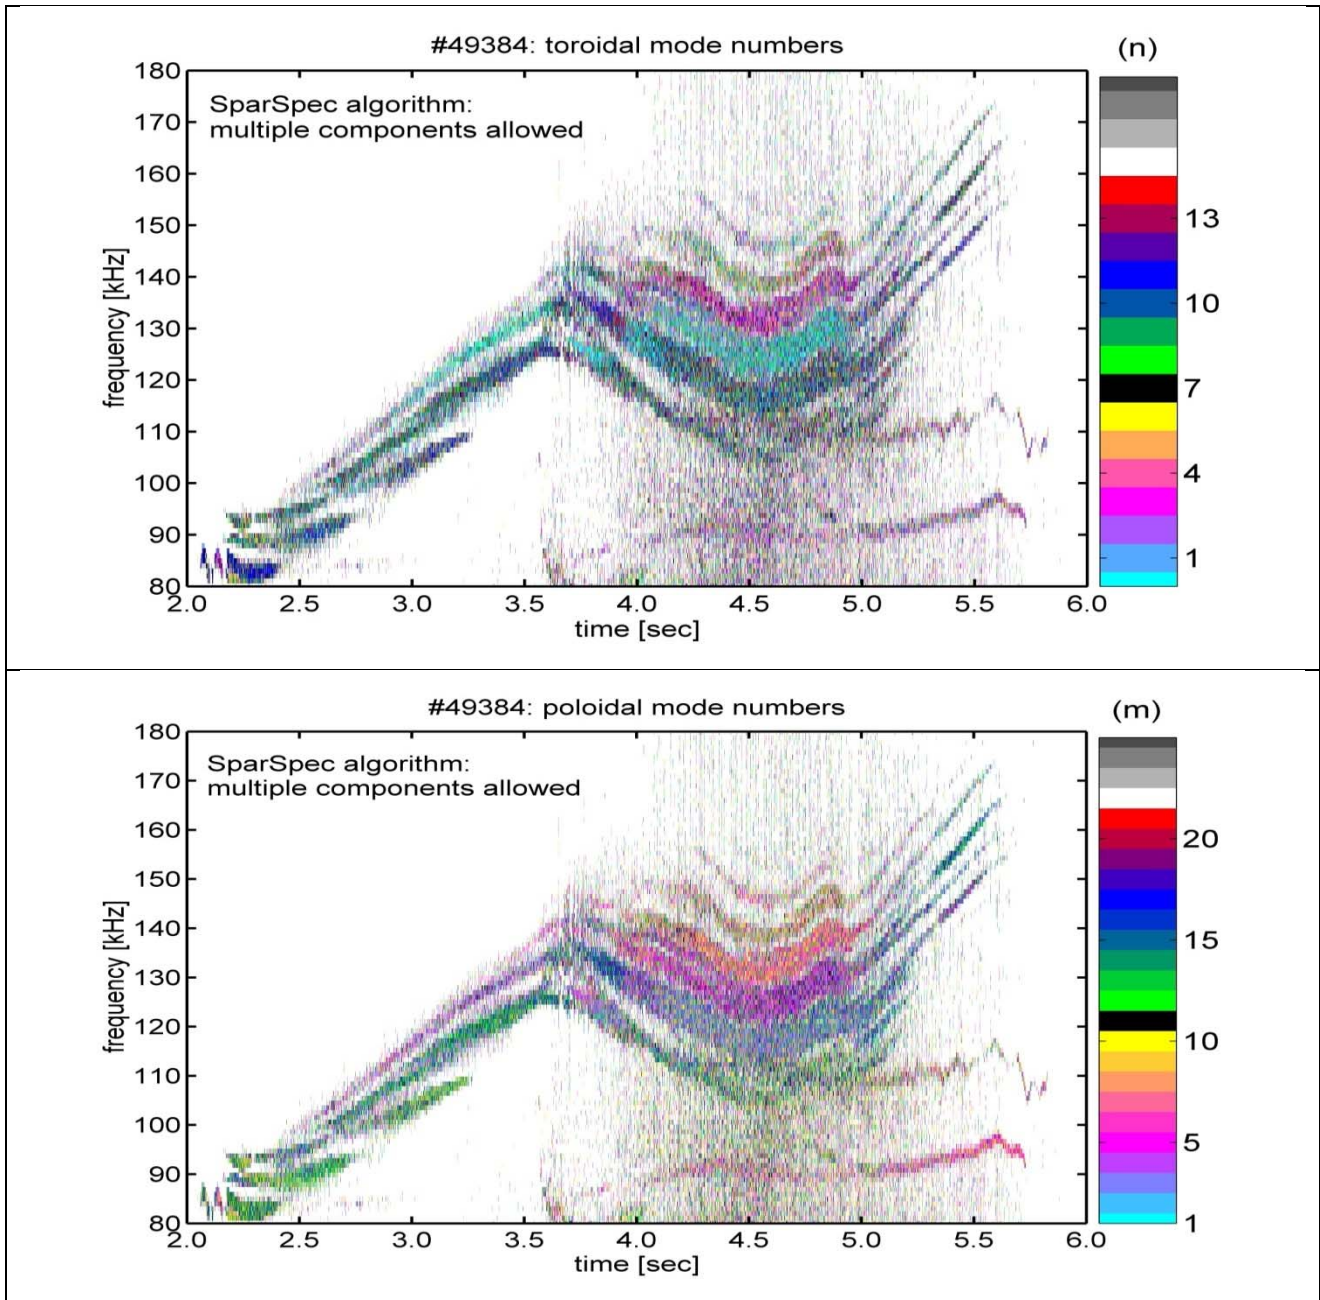 #49384: toroidal mode numbers
(n)
SparSpec algorithm:
multiple components allowed
180
170
160
150
140
130
120
110
100
90
80
frequency [kHz]
2.0 2.5 3.0 3.5 4.0 4.5 5.0 5.5 6.0
time [sec]
13
10
7
4
1
#49384: poloidal mode numbers
(m)
SparSpec algorithm:
multiple components allowed
180
170
160
150
140
130
120
110
100
90
80
frequency [kHz]
2.0 2.5 3.0 3.5 4.0 4.5 5.0 5.5 6.0
time [sec]
20
15
10
5
1